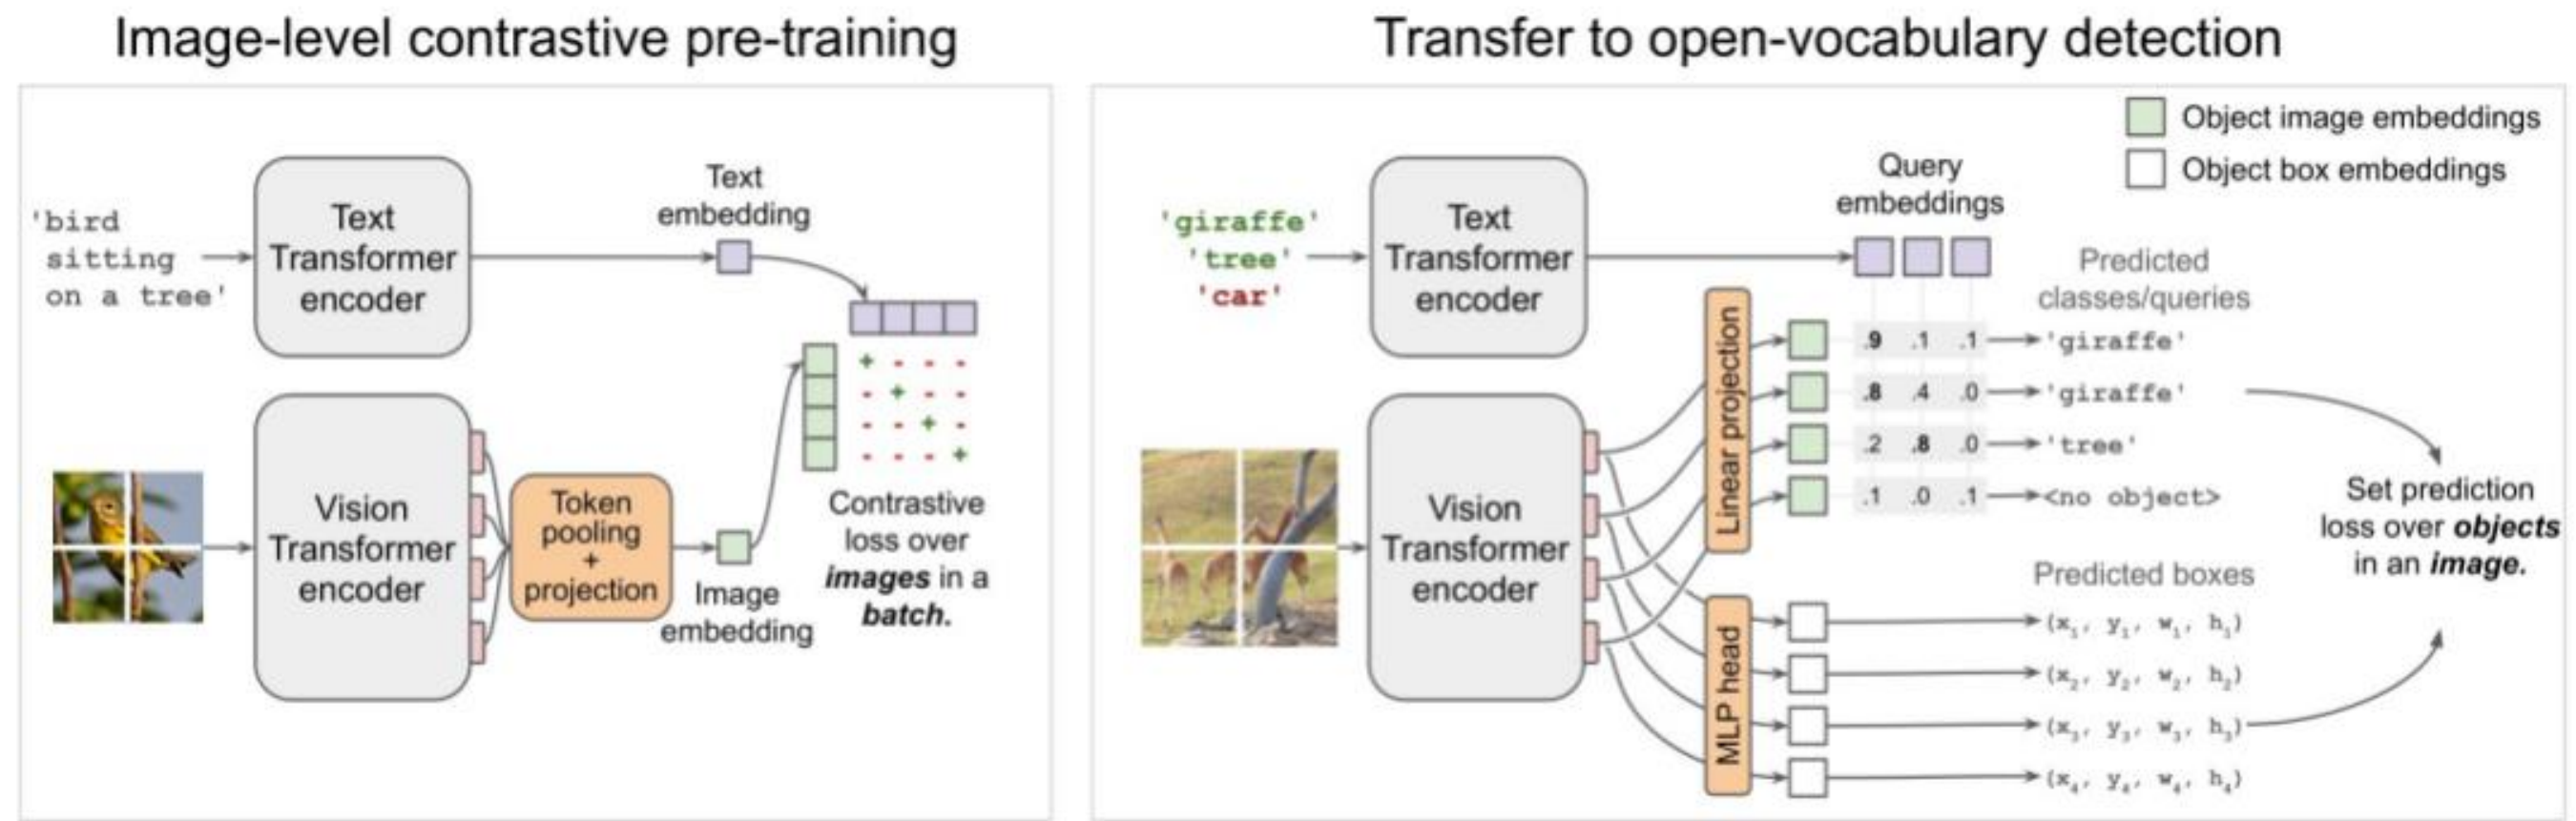 Image-level contrastive pre-training
'bird
sitting
on a tree'
Text
Transformer
encoder
Text
embedding
Vision
Transformer
encoder
Token
pooling
+
projection
Image
embedding
+ - - -
- + - -
- - + -
- - - +
Contrastive
loss over
images in a
batch.
Transfer to open-vocabulary detection
Object image embeddings
Object box embeddings
'giraffe'
'tree'
'car'
Text
Transformer
encoder
Query
embeddings
Vision
Transformer
encoder
Linear projection
MLP head
Predicted
classes/queries
.9 .1 .1 'giraffe'
.8 .4 .0 'giraffe'
.2 .8 .0 'tree'
.1 .0 .1 <no object>
Predicted boxes
(x₁, y₁, w₁, h₁)
(x₂, y₂, w₂, h₂)
(x₃, y₃, w₃, h₃)
(x₄, y₄, w₄, h₄)
Set prediction
loss over objects
in an image.